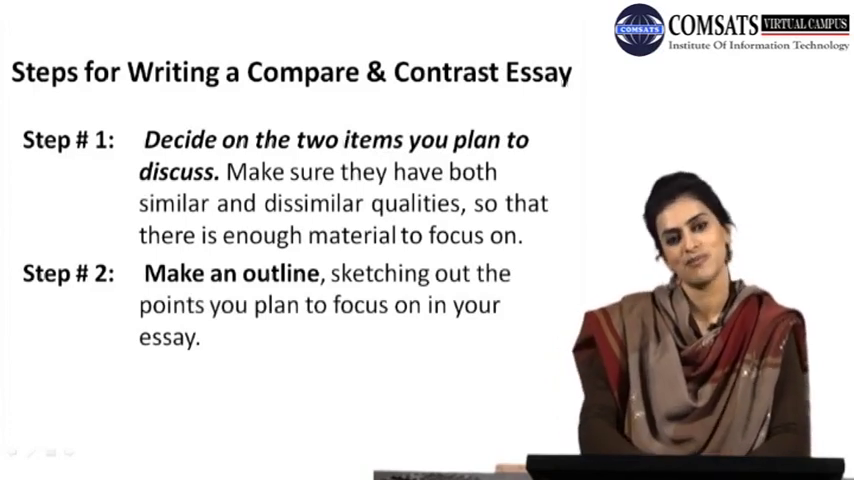 COMSATS VIRTUAL CAMPUS
COMSATS
Institute Of Information Technology
Steps for Writing a Compare & Contrast Essay
Step # 1: Decide on the two items you plan to
discuss. Make sure they have both
similar and dissimilar qualities, so that
there is enough material to focus on.
Step # 2: Make an outline, sketching out the
points you plan to focus on in your
essay.